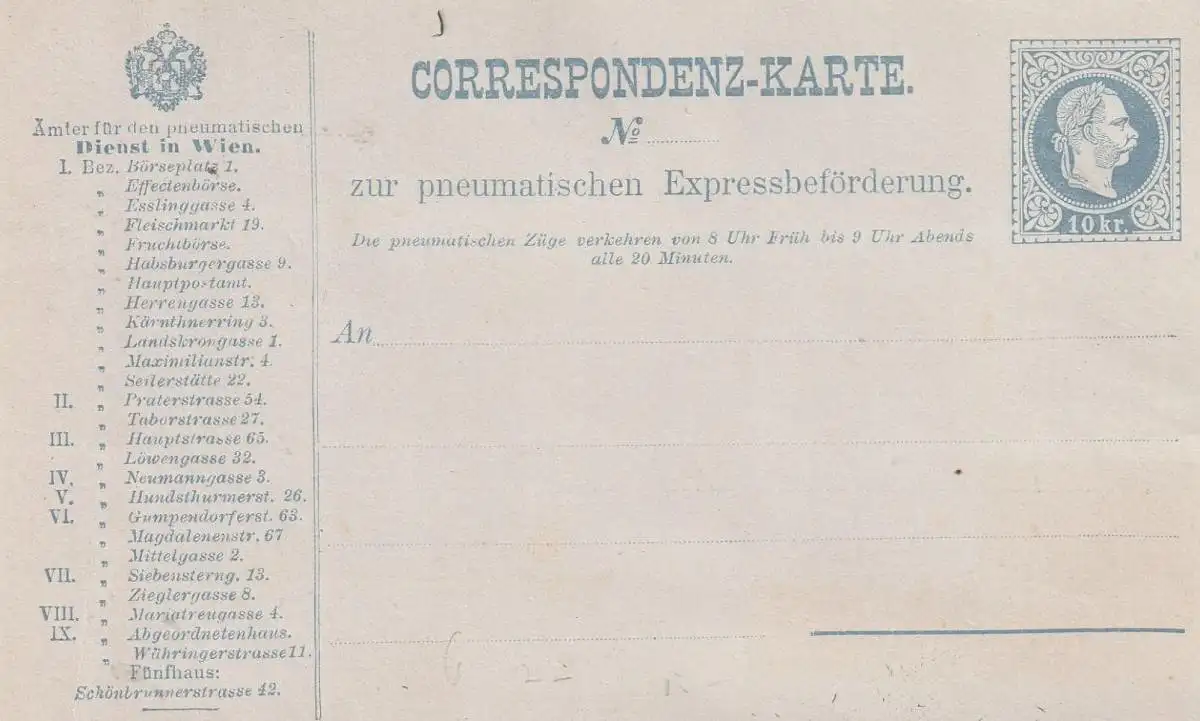 Ämter für den pneumatischen
Dienst in Wien.
I. Bez. Börseplatz 1.
„ Effectenbörse.
„ Esslinggasse 4.
„ Fleischmarkt 19.
„ Fruchtbörse.
„ Habsburgergasse 9.
„ Hauptpostamt.
„ Herrengasse 13.
„ Kärnthnerring 3.
„ Landskrongasse 1.
„ Maximilianstr. 4.
„ Seilerstätte 22.
II. „ Praterstrasse 54.
„ Taborstrasse 27.
III. „ Hauptstrasse 65.
„ Löwengasse 32.
IV. „ Neumanngasse 3.
V. „ Hundsthurmerst. 26.
VI. „ Gumpendorferst. 63.
„ Magdalenenstr. 67
„ Mittelgasse 2.
VII. „ Siebensterng. 13.
„ Zieglergasse 8.
VIII. „ Mariatreugasse 4.
IX. „ Abgeordnetenhaus.
„ Währingerstrasse 11.
Fünfhaus:
Schönbrunnerstrasse 42.
CORRESPONDENZ-KARTE.
№
zur pneumatischen Expressbeförderung.
Die pneumatischen Züge verkehren von 8 Uhr Früh bis 9 Uhr Abends
alle 20 Minuten.
An
10 kr.